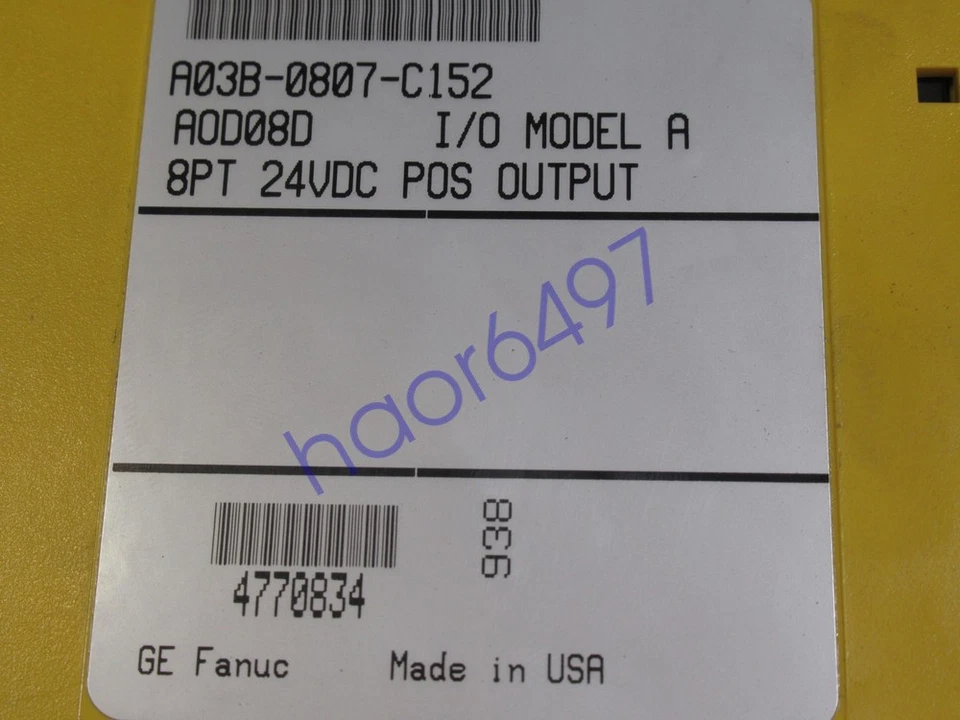 A03B-0807-C152
AOD08D I/O MODEL A
8PT 24VDC POS OUTPUT
haor6497
938
4770834
GE Fanuc Made in USA